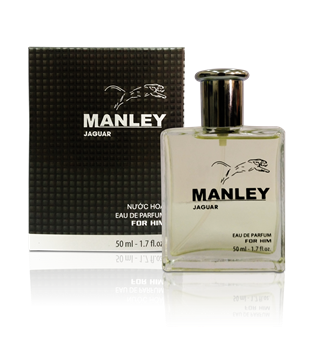 MANLEY
JAGUAR
NƯỚC HOA
EAU DE PARFUM
FOR HIM
50 ml - 1.7 fl.oz
MANLEY
JAGUAR
EAU DE PARFUM
FOR HIM
50 ml - 1.7 fl.oz